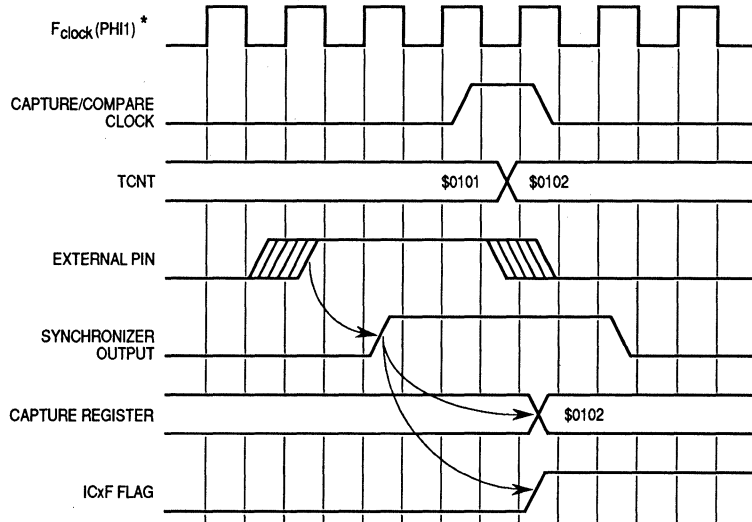 Fclock (PHI1) *
CAPTURE/COMPARE
CLOCK
TCNT
$0101
$0102
EXTERNAL PIN
SYNCHRONIZER
OUTPUT
CAPTURE REGISTER
$0102
ICxF FLAG